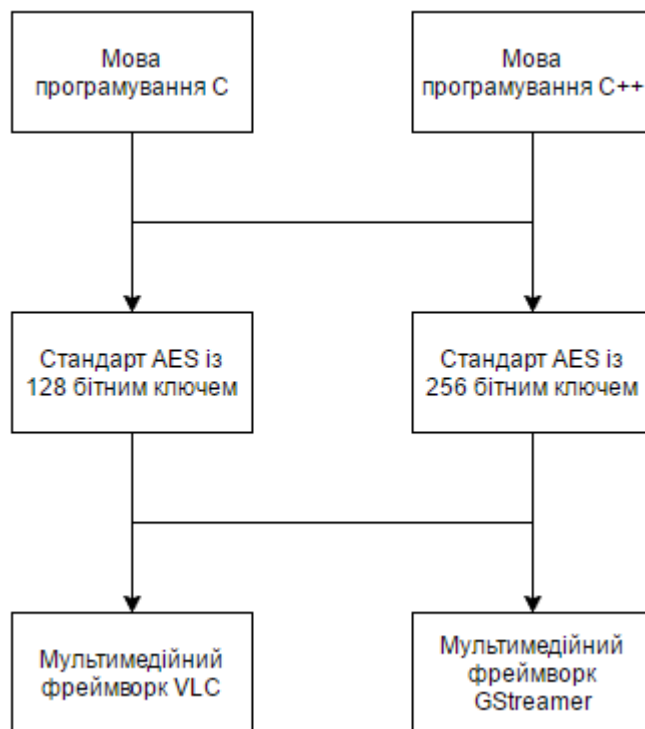 Мова
програмування C
Мова
програмування C++
Стандарт AES із
128 бітним ключем
Стандарт AES із
256 бітним ключем
Мультимедійний
фреймворк VLC
Мультимедійний
фреймворк
GStreamer